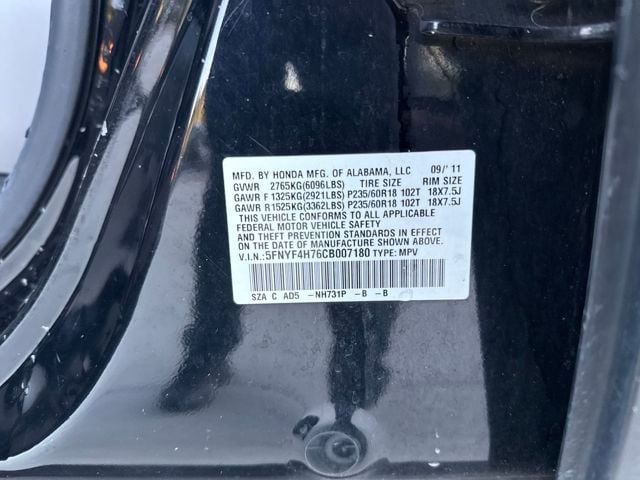 MFD. BY HONDA MFG. OF ALABAMA, LLC 09/'11
GVWR 2765KG(6096LBS) TIRE SIZE RIM SIZE
GAWR F 1325KG(2921LBS) P235/60R18 102T 18X7.5J
GAWR R1525KG(3362LBS) P235/60R18 102T 18X7.5J
THIS VEHICLE CONFORMS TO ALL APPLICABLE
FEDERAL MOTOR VEHICLE SAFETY
AND THEFT PREVENTION STANDARDS IN EFFECT
ON THE DATE OF MANUFACTURE SHOWN ABOVE.
V.I.N.:5FNYF4H76CB007180 TYPE: MPV
SZA C AD5 -NH731P -B -B